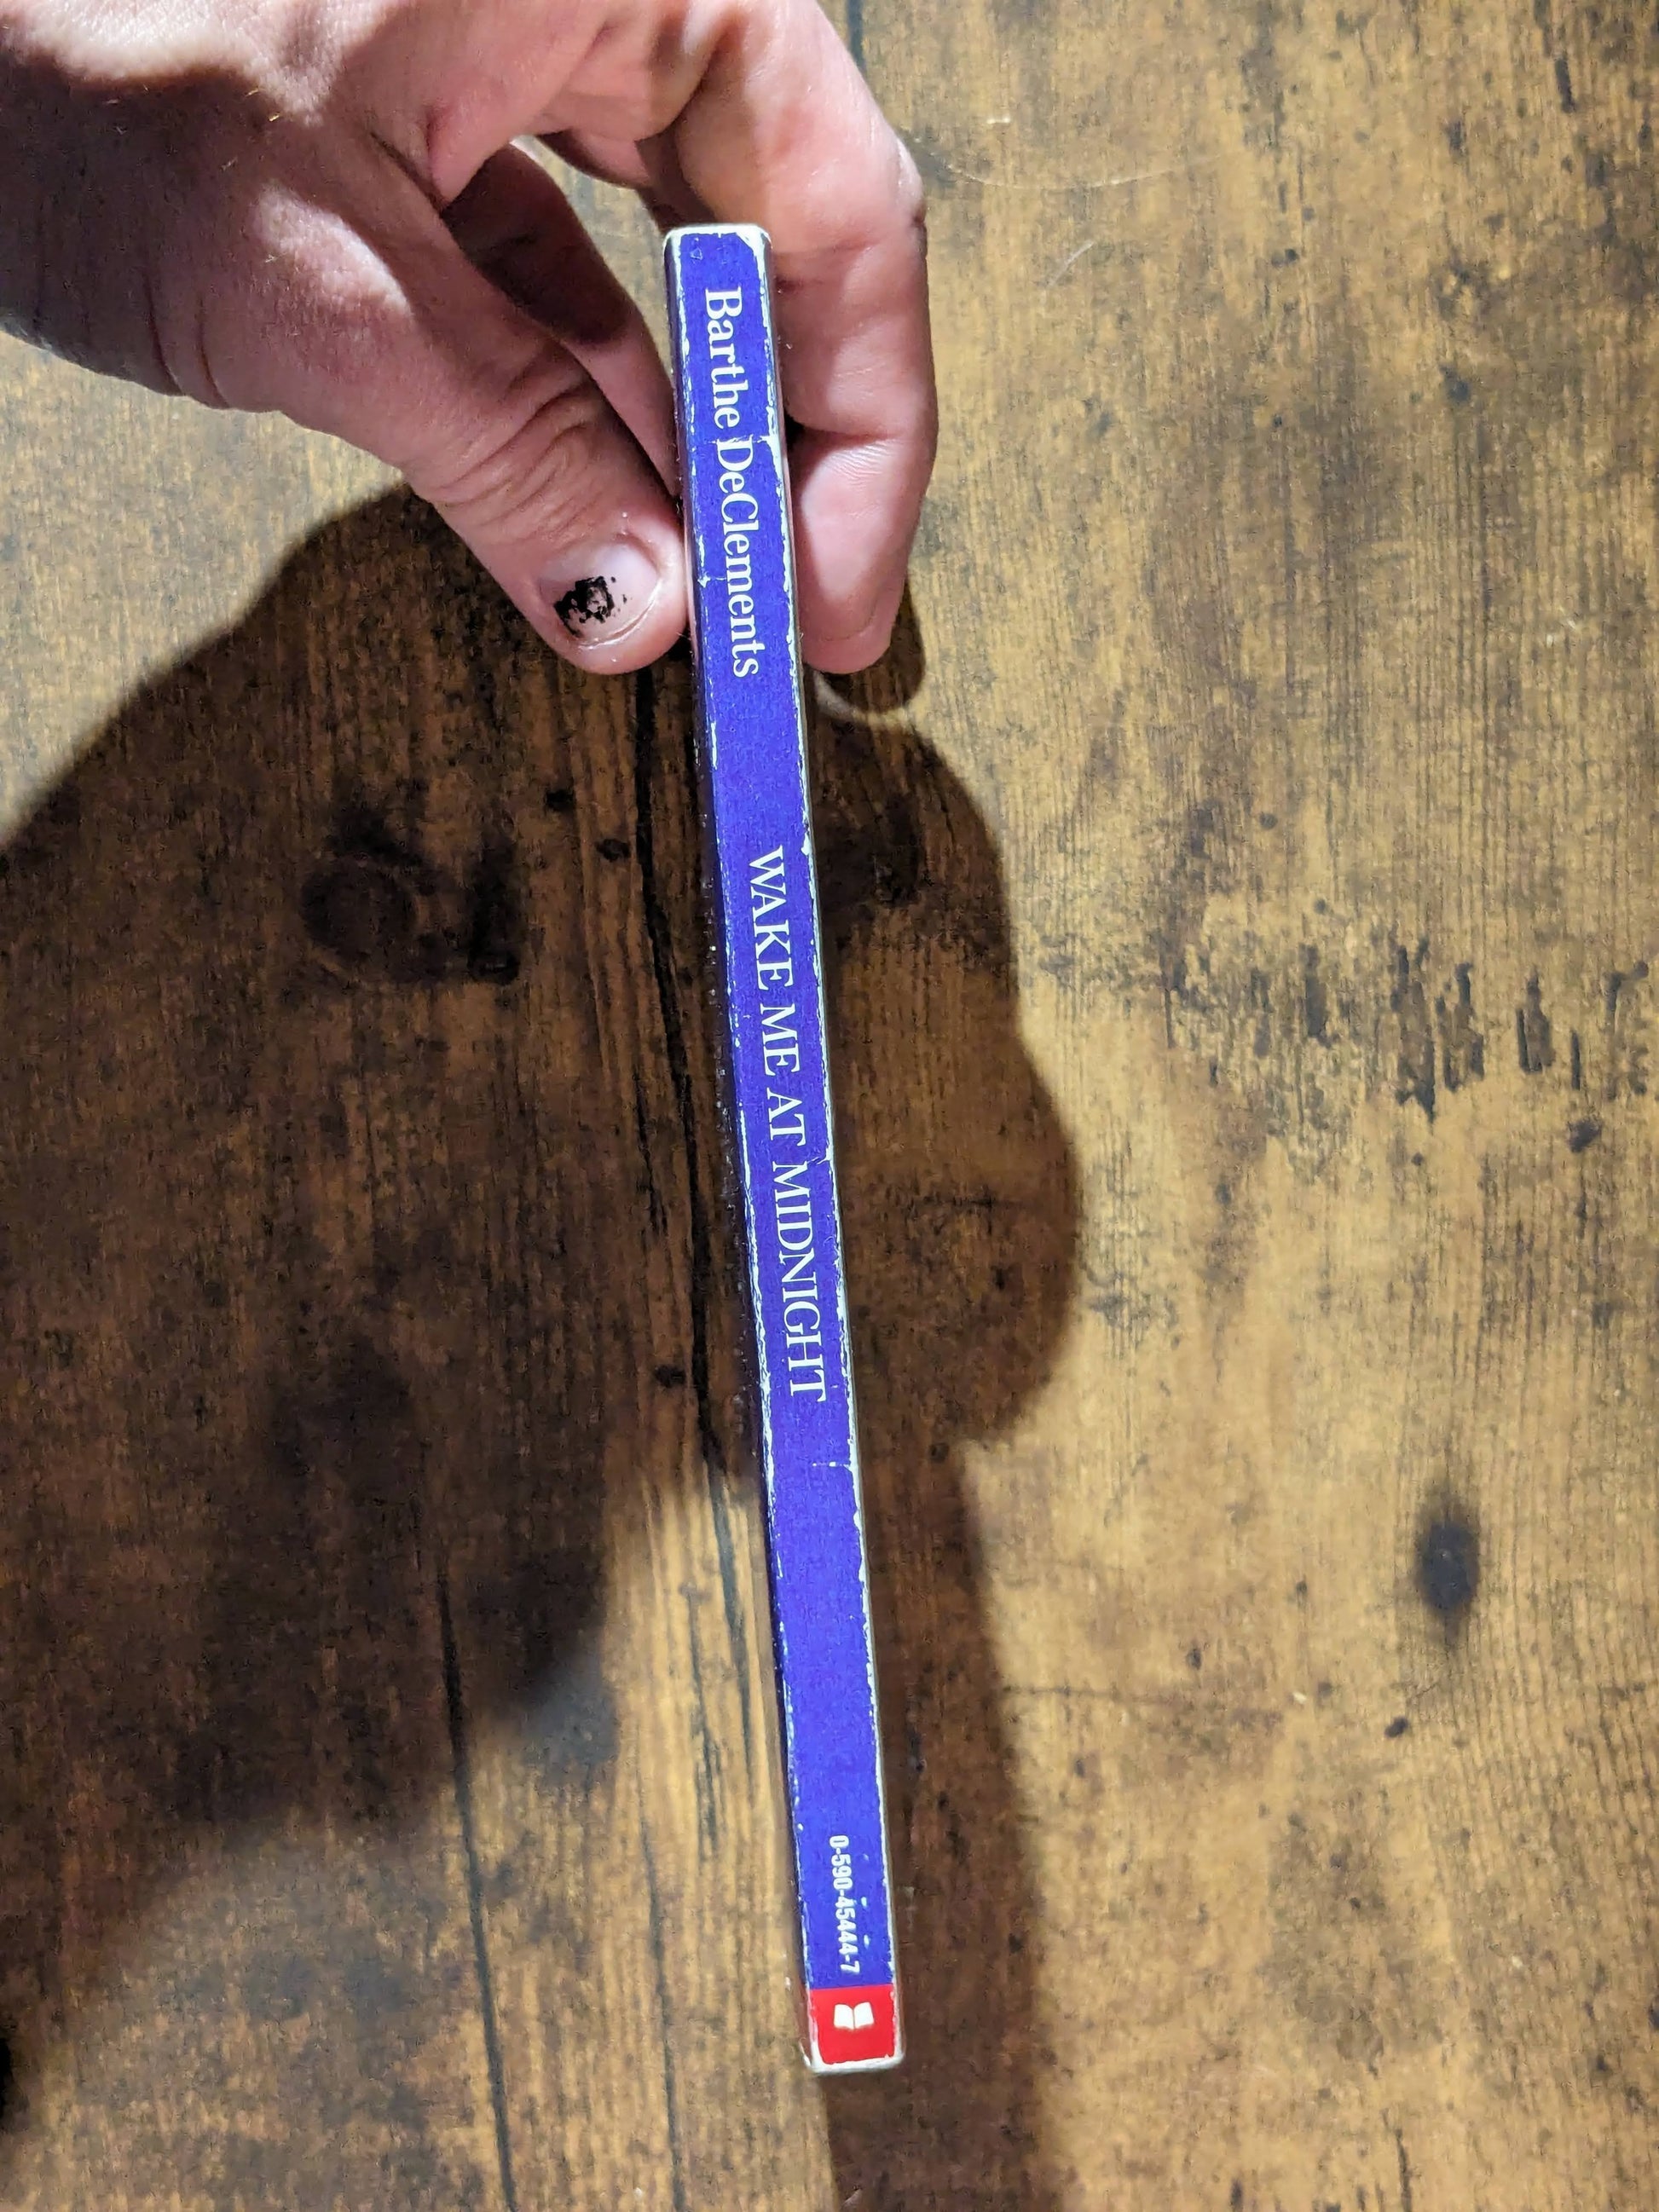 Barthe DeClements
WAKE ME AT MIDNIGHT
0-590-45444-7